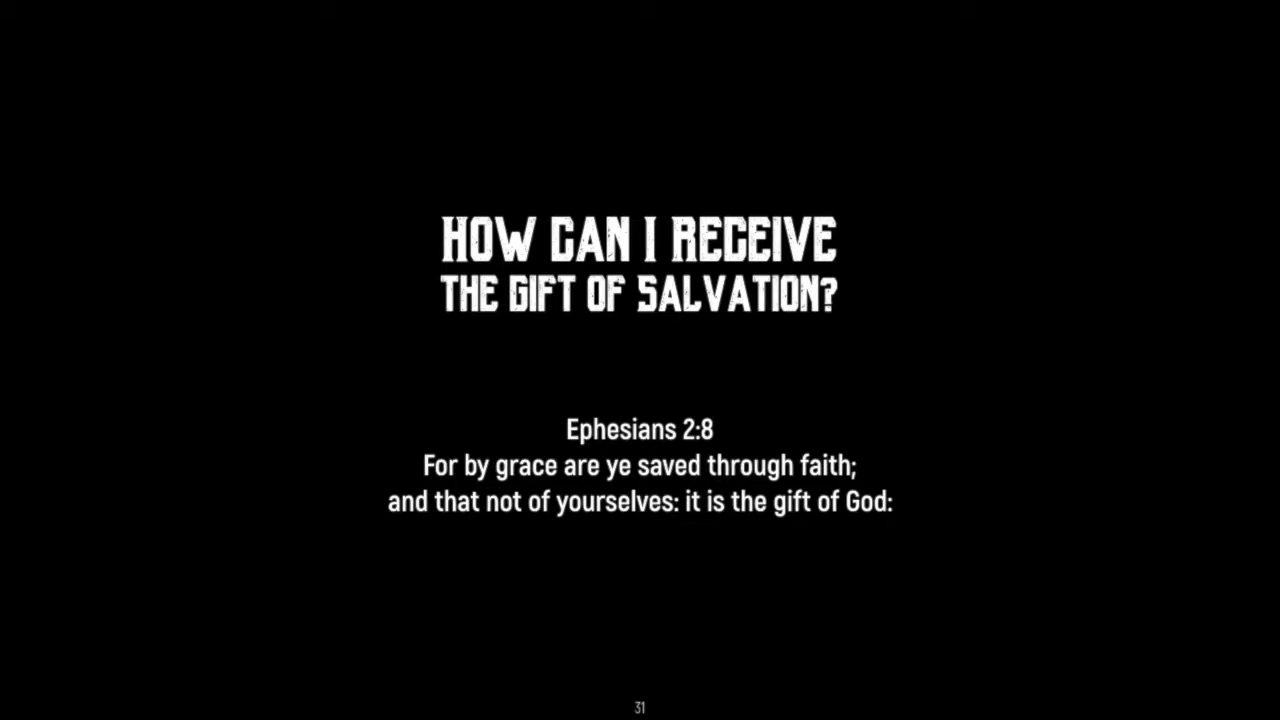 HOW CAN I RECEIVE
THE GIFT OF SALVATION?
Ephesians 2:8
For by grace are ye saved through faith;
and that not of yourselves: it is the gift of God:
31